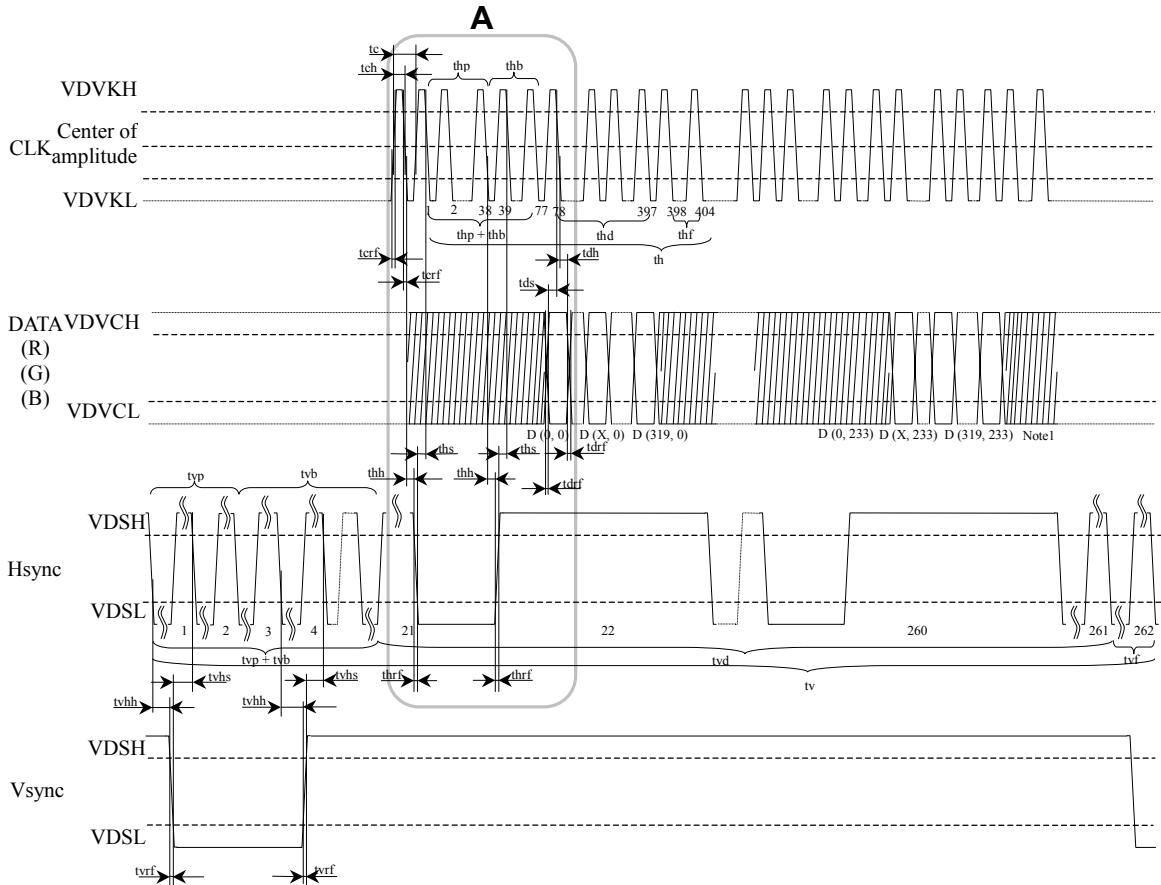 A
tc
tch
thp
thb
VDVKH
CLK
Center of
amplitude
VDVKL
1 2 38 39 77 78 397 398 404
thp + thb
thd
thf
th
tcrf
tcrf
tdh
tds
DATA
(R)
(G)
(B)
VDVCH
VDVCL
D (0, 0) D (X, 0) D (319, 0) D (0, 233) D (X, 233) D (319, 233) Note1
ths
ths
tdrf
thh
thh
tdrf
tvp
tvb
VDSH
Hsync
VDSL
1 2 3 4 21 22 260 261 262
tvp + tvb
tvd
tvf
tv
tvhs
tvhs
thrf
thrf
tvhh
tvhh
VDSH
Vsync
VDSL
tvrf
tvrf